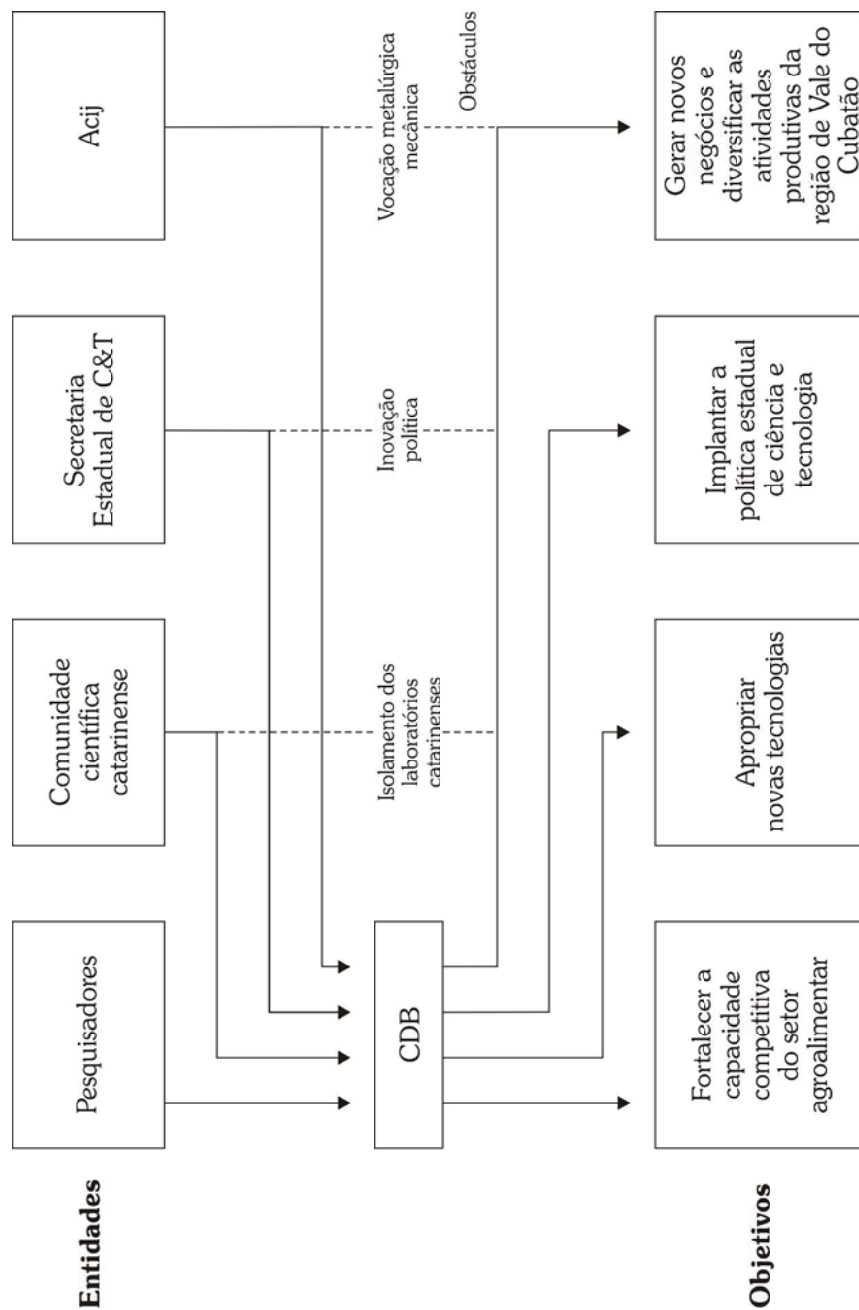 Entidades
Pesquisadores
Comunidade
científica
catarinense
Secretaria
Estadual de C&T
Acij
CDB
Isolamento dos
laboratórios
catarinenses
Inovação
política
Vocação metalúrgica
mecânica
Obstáculos
Objetivos
Fortalecer a
capacidade
competitiva
do setor
agroalimentar
Apropriar
novas tecnologias
Implantar a
política estadual
de ciência e
tecnologia
Gerar novos
negócios e
diversificar as
atividades
produtivas da
região de Vale do
Cubatão